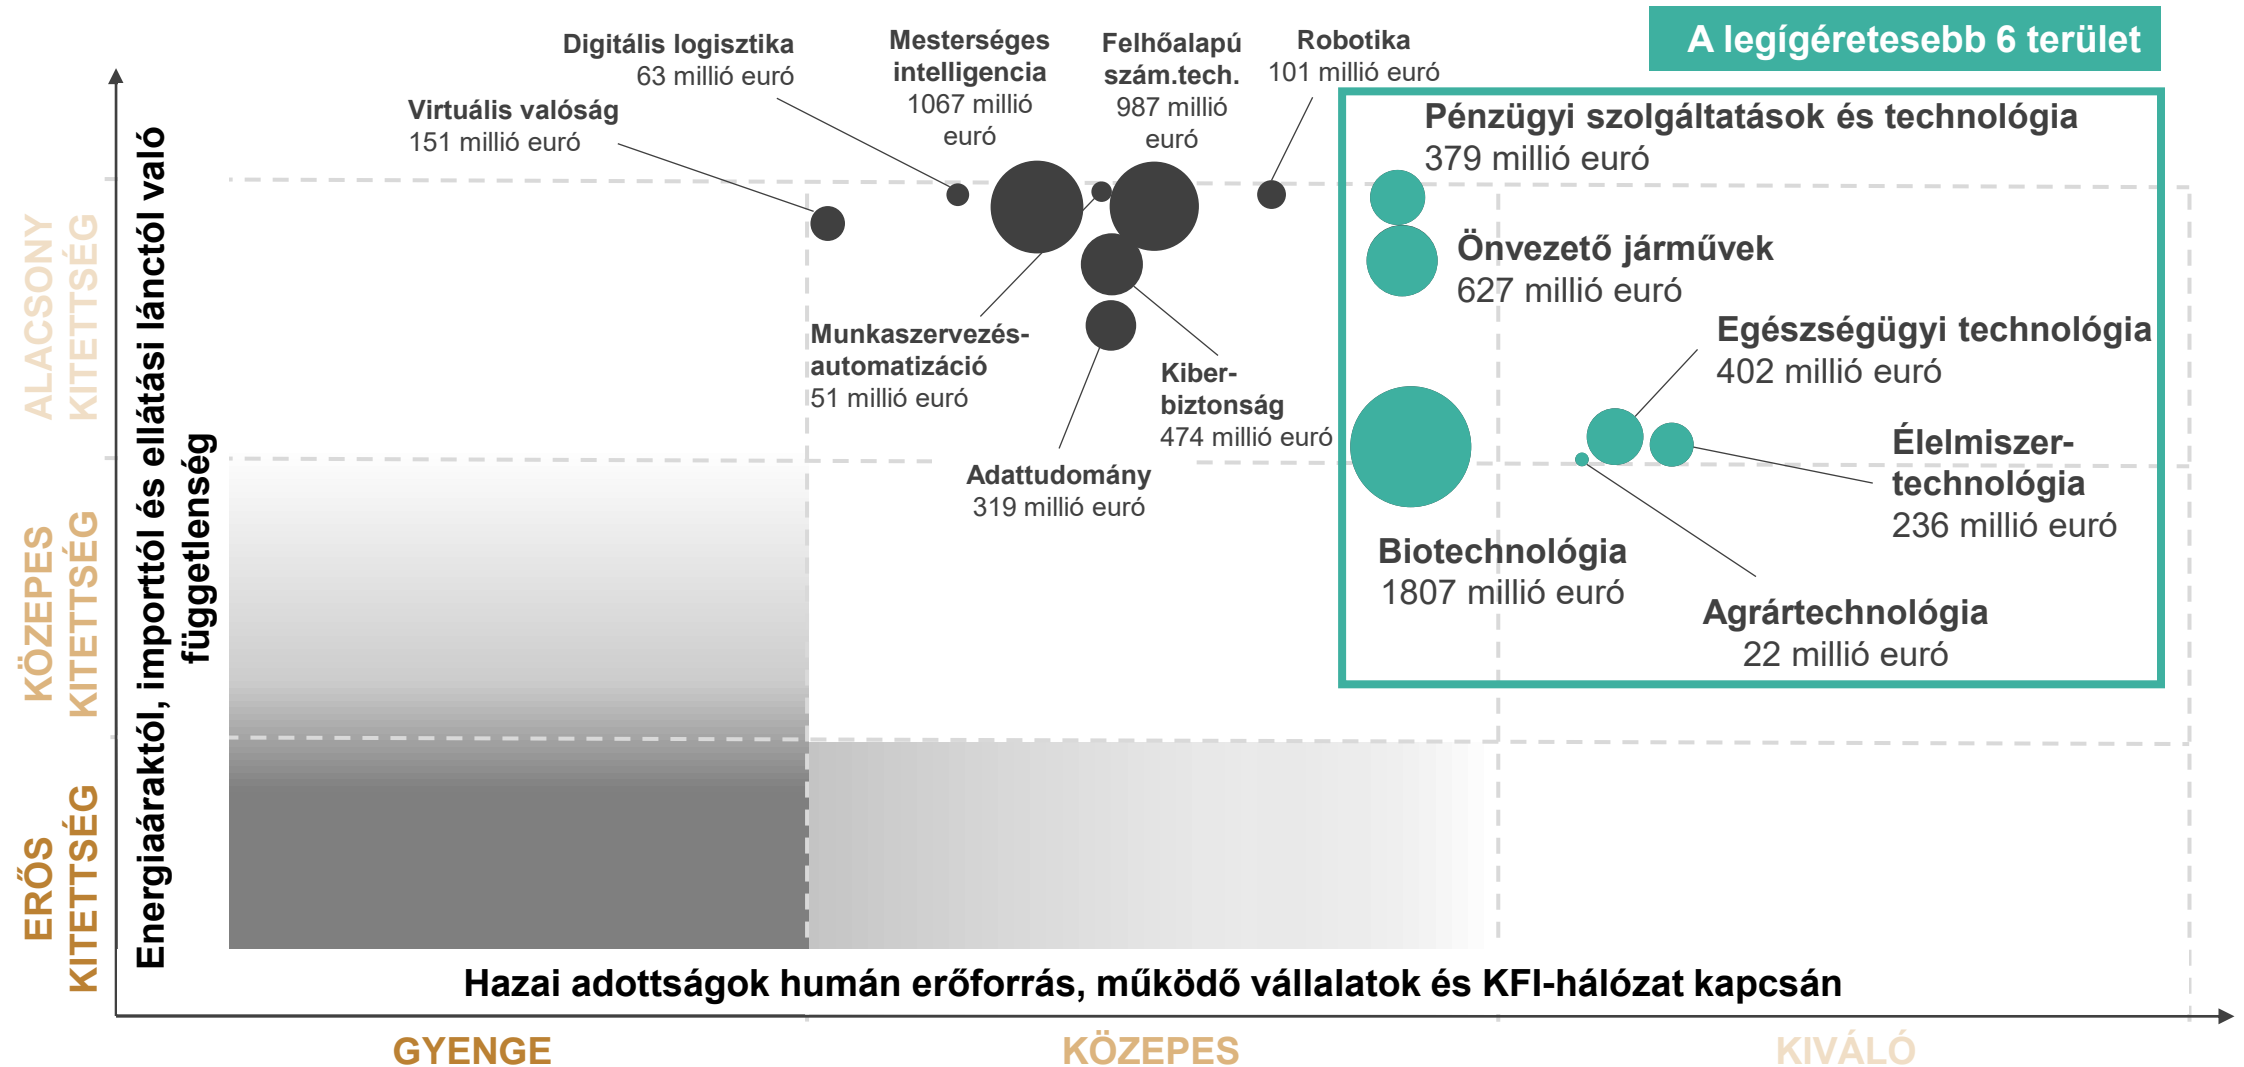 A legígéretesebb 6 terület
Digitális logisztika
63 millió euró
Mesterséges
intelligencia
1067 millió
euró
Felhőalapú
szám.tech.
987 millió
euró
Robotika
101 millió euró
Virtuális valóság
151 millió euró
Pénzügyi szolgáltatások és technológia
379 millió euró
Önvezető járművek
627 millió euró
Egészségügyi technológia
402 millió euró
Munkaszervezés-
automatizáció
51 millió euró
Kiber-
biztonság
474 millió euró
Adattudomány
319 millió euró
Élelmiszer-
technológia
236 millió euró
Biotechnológia
1807 millió euró
Agrártechnológia
22 millió euró
ALACSONY
KITETTSÉG
KÖZEPES
KITETTSÉG
ERŐS
KITETTSÉG
Energiaáraktól, importtól és ellátási lánctól való
függetlenség
Hazai adottságok humán erőforrás, működő vállalatok és KFI-hálózat kapcsán
GYENGE
KÖZEPES
KIVÁLÓ